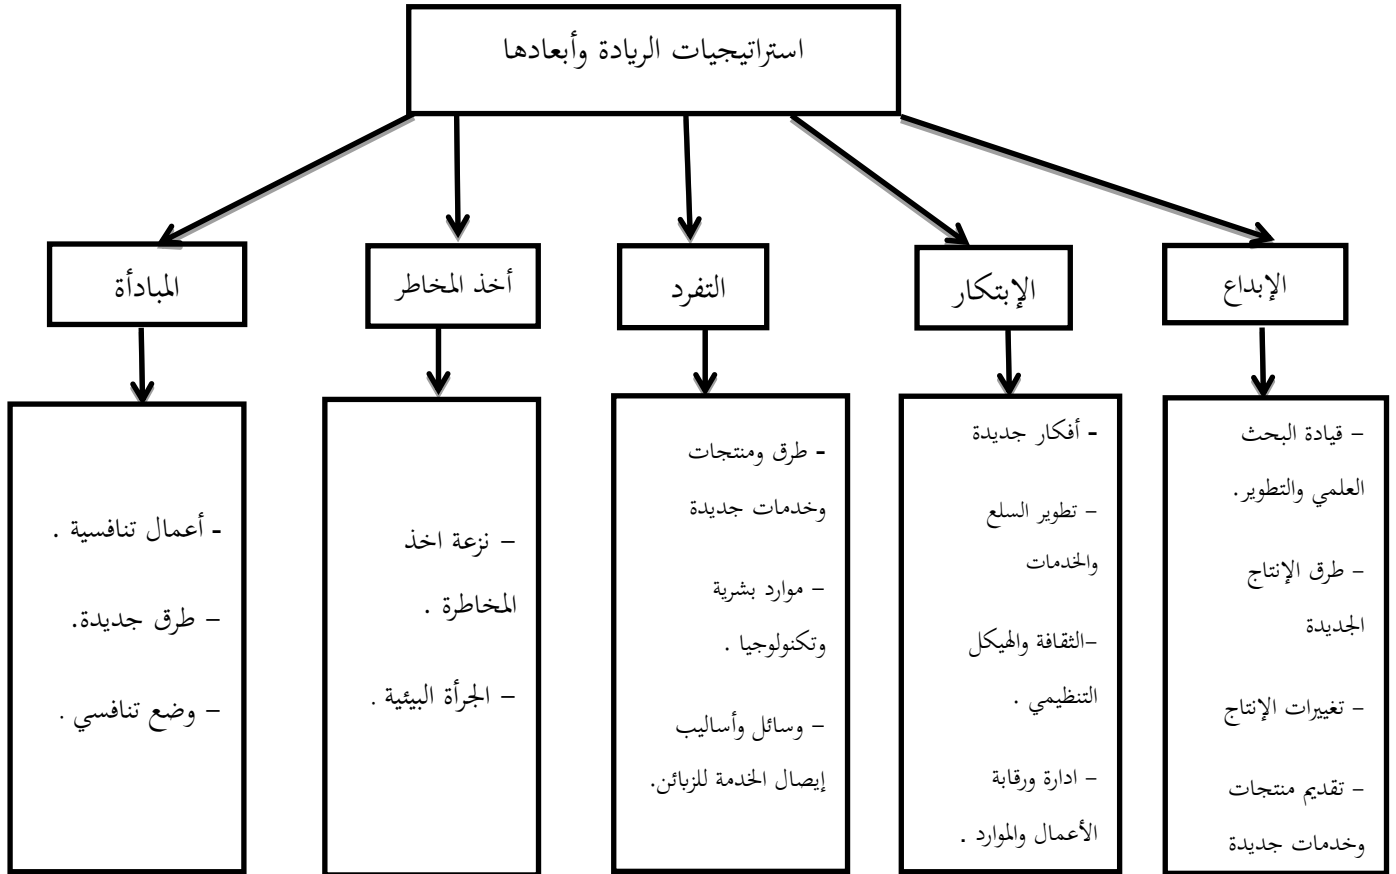 استراتيجيات الريادة وأبعادها
الإبداع
الإبتكار
التفرد
أخذ المخاطر
المبادأة
– قيادة البحث
العلمي والتطوير.
– طرق الإنتاج
الجديدة
– تغييرات الإنتاج
– تقديم منتجات
وخدمات جديدة
- أفكار جديدة
– تطوير السلع
والخدمات
–الثقافة والهيكل
التنظيمي .
– ادارة ورقابة
الأعمال والموارد .
- طرق ومنتجات
وخدمات جديدة
– موارد بشرية
وتكنولوجيا .
– وسائل وأساليب
إيصال الخدمة للزبائن.
– نزعة اخذ
المخاطرة .
– الجرأة البيئية .
- أعمال تنافسية .
– طرق جديدة.
– وضع تنافسي .